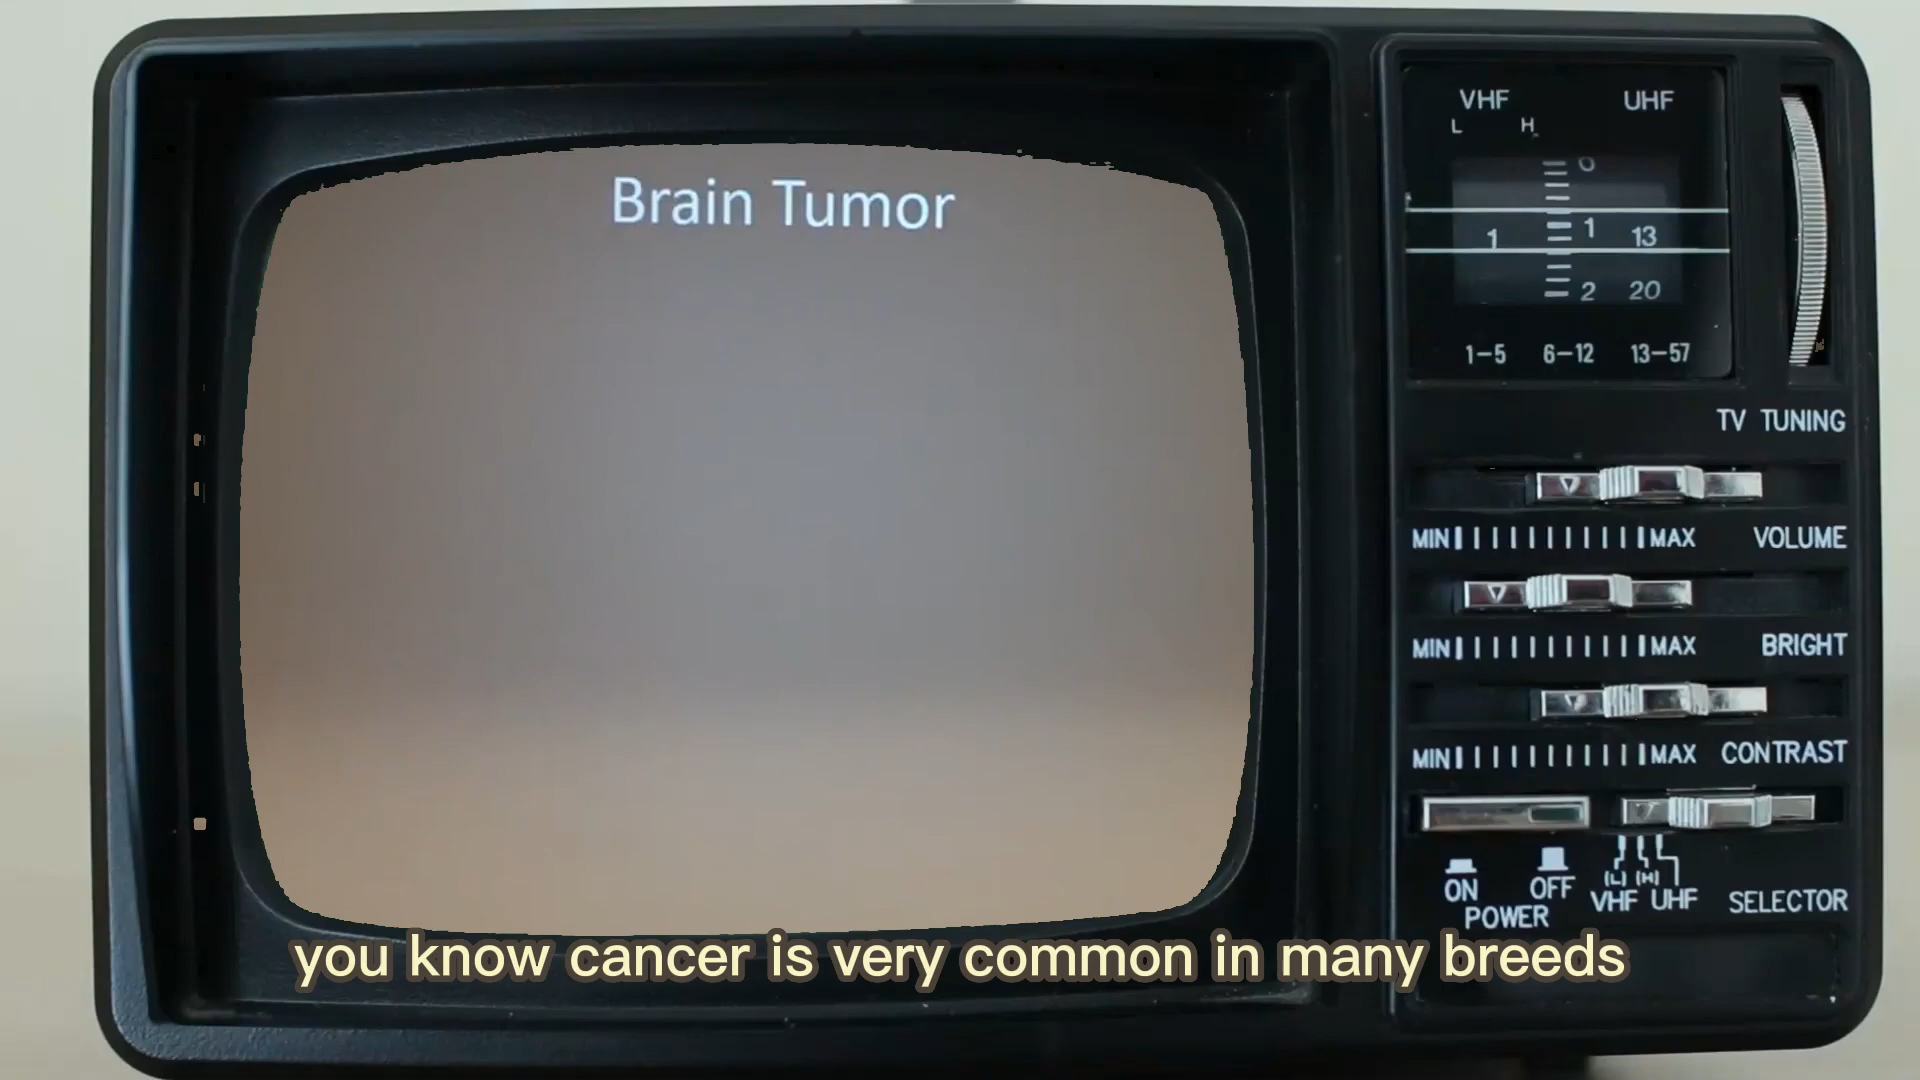 Brain Tumor
VHF UHF
L H
0
1 1 13
2 20
1-5 6-12 13-57
TV TUNING
MIN MAX VOLUME
MIN MAX BRIGHT
MIN MAX CONTRAST
(L) (H)
ON OFF VHF UHF SELECTOR
POWER
you know cancer is very common in many breeds